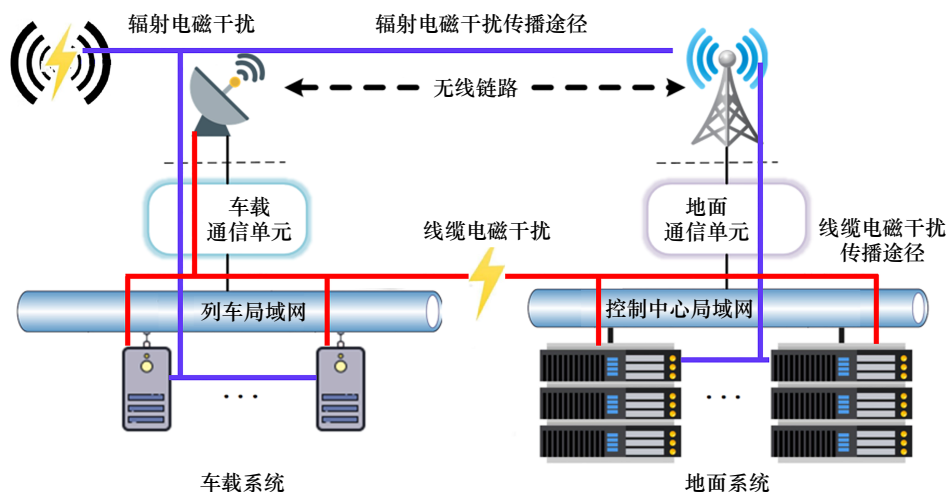 辐射电磁干扰
辐射电磁干扰传播途径
无线链路
车载
通信单元
地面
通信单元
线缆电磁干扰
线缆电磁干扰
传播途径
列车局域网
控制中心局域网
...
...
车载系统
地面系统